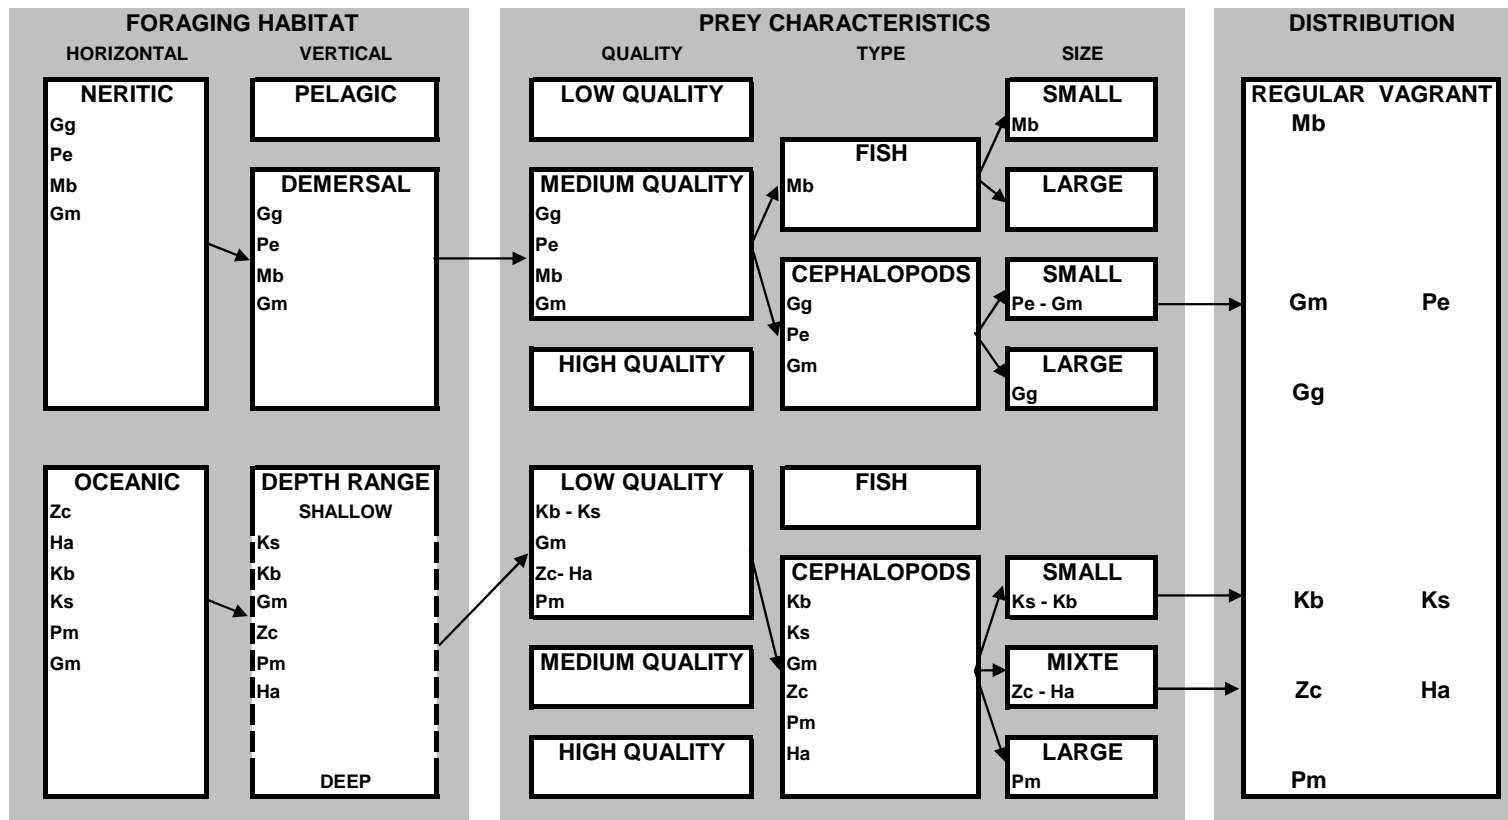 FORAGING HABITAT
HORIZONTAL VERTICAL
NERITIC
Gg
Pe
Mb
Gm
PELAGIC
DEMERSAL
Gg
Pe
Mb
Gm
OCEANIC
Zc
Ha
Kb
Ks
Pm
Gm
DEPTH RANGE
SHALLOW
Ks
Kb
Gm
Zc
Pm
Ha
DEEP
PREY CHARACTERISTICS
QUALITY TYPE SIZE
LOW QUALITY
MEDIUM QUALITY
Gg
Pe
Mb
Gm
HIGH QUALITY
FISH
Mb
CEPHALOPODS
Gg
Pe
Gm
SMALL
Mb
LARGE
SMALL
Pe - Gm
LARGE
Gg
LOW QUALITY
Kb - Ks
Gm
Zc- Ha
Pm
MEDIUM QUALITY
HIGH QUALITY
FISH
CEPHALOPODS
Kb
Ks
Gm
Zc
Pm
Ha
SMALL
Ks - Kb
MIXTE
Zc - Ha
LARGE
Pm
DISTRIBUTION
REGULAR VAGRANT
Mb
Gm Pe
Gg
Kb Ks
Zc Ha
Pm